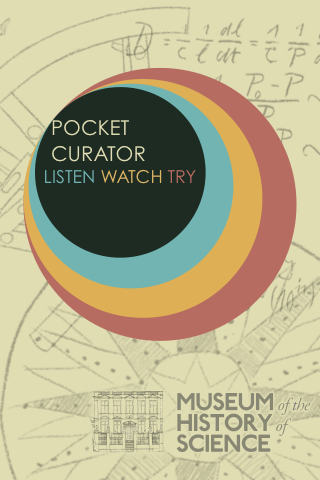 POCKET
CURATOR
LISTEN WATCH TRY
MUSEUM of the
HISTORY of
SCIENCE